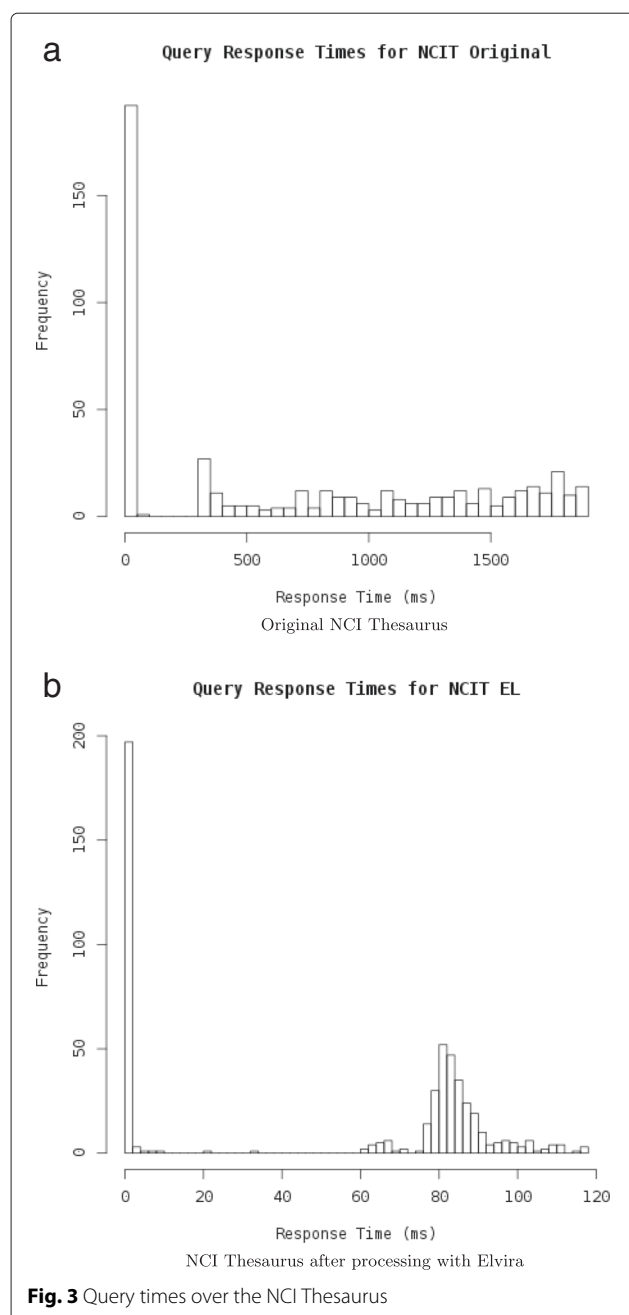 a
Query Response Times for NCIT Original
150
100
50
0
Frequency
0 500 1000 1500
Response Time (ms)
Original NCI Thesaurus
b
Query Response Times for NCIT EL
200
150
100
50
0
Frequency
0 20 40 60 80 100 120
Response Time (ms)
NCI Thesaurus after processing with Elvira
Fig. 3 Query times over the NCI Thesaurus